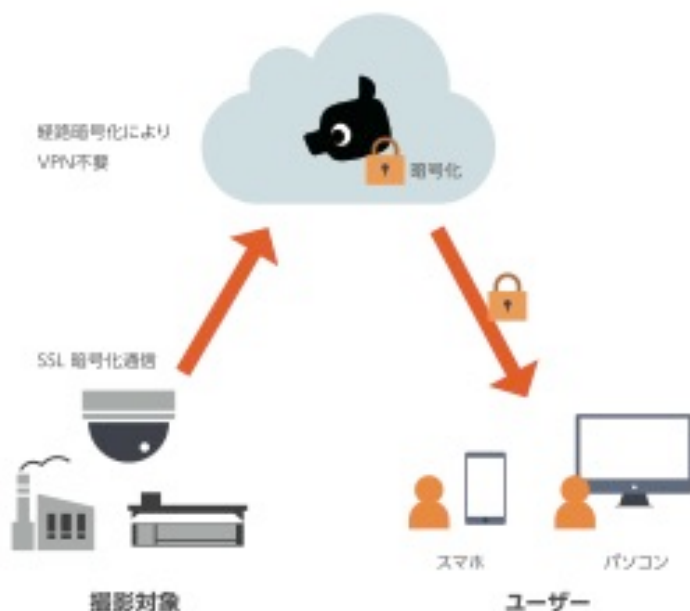 経路暗号化により
VPN不要
暗号化
SSL 暗号化通信
スマホ
パソコン
撮影対象
ユーザー